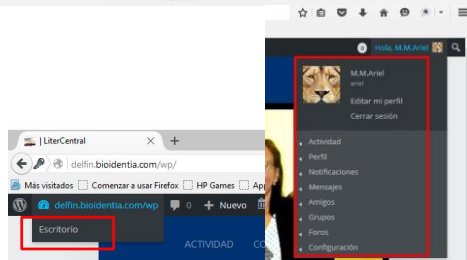 0
Hola, M.M.Ariel
M.M,Ariel
ariel
Editar mi perfil
Cerrar sesión
Actividad
Perfil
Notificaciones
Mensajes
Amigos
Grupos
Foros
Configuración
| LiterCentral
delfin.bioidentia.com/wp/
Más visitados
Comenzar a usar Firefox
HP Games
delfin.bioidentia.com/wp
0
+ Nuevo
Escritorio
ACTIVIDAD